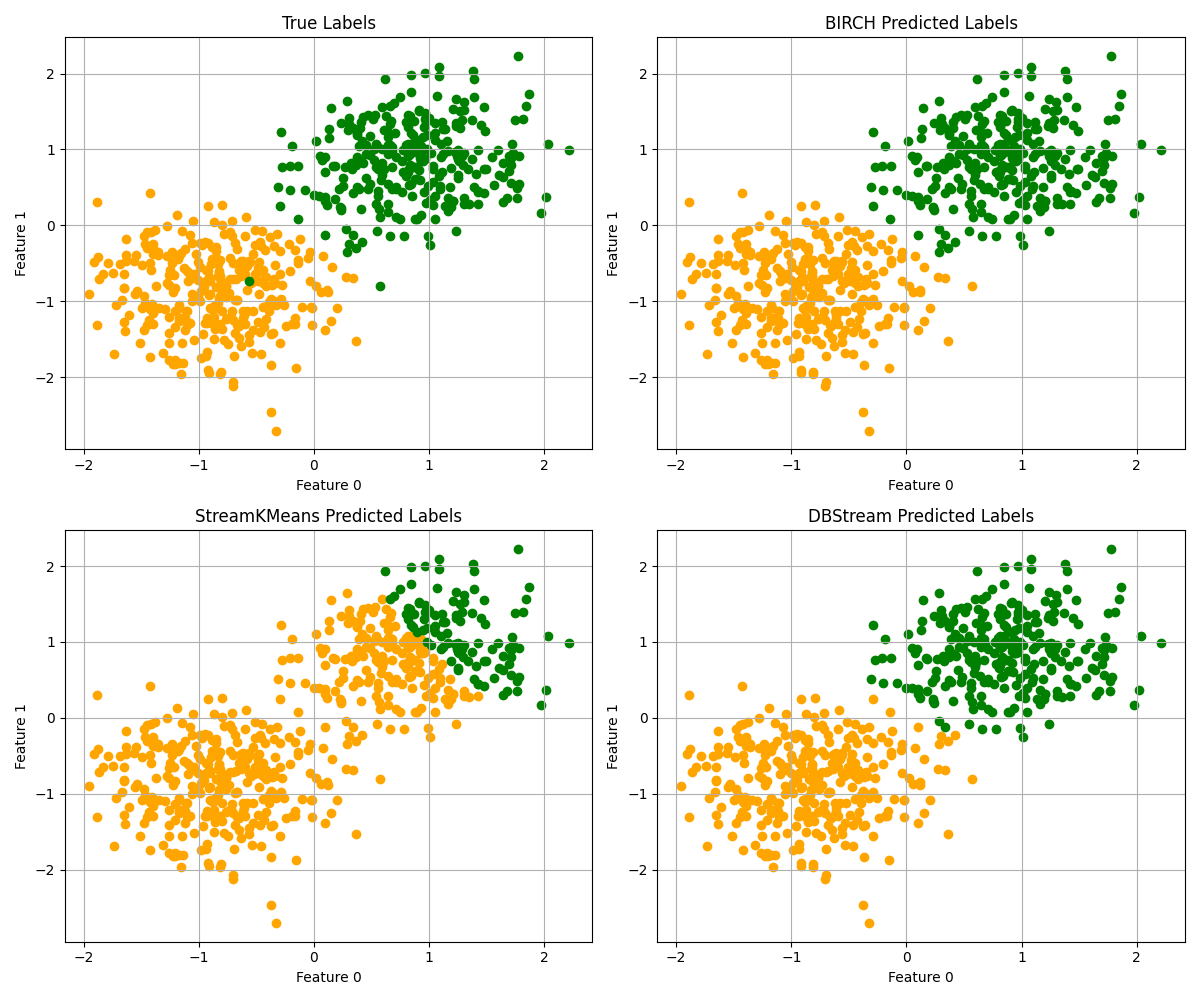 True Labels
2
1
0
−1
−2
Feature 1
−2 −1 0 1 2
Feature 0
BIRCH Predicted Labels
2
1
0
−1
−2
Feature 1
−2 −1 0 1 2
Feature 0
StreamKMeans Predicted Labels
2
1
0
−1
−2
Feature 1
−2 −1 0 1 2
Feature 0
DBStream Predicted Labels
2
1
0
−1
−2
Feature 1
−2 −1 0 1 2
Feature 0